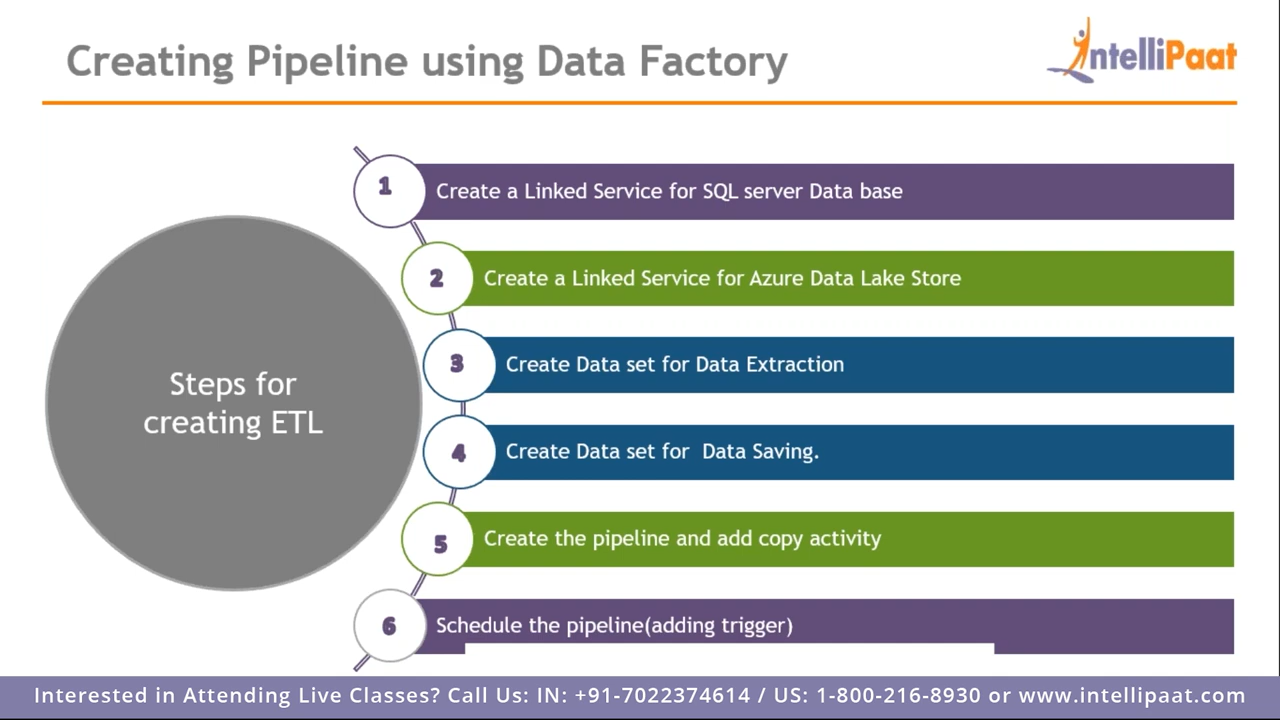 Creating Pipeline using Data Factory
IntelliPaat
1
Create a Linked Service for SQL server Data base
2
Create a Linked Service for Azure Data Lake Store
3
Create Data set for Data Extraction
Steps for
creating ETL
4
Create Data set for  Data Saving.
5
Create the pipeline and add copy activity
6
Schedule the pipeline(adding trigger)
Interested in Attending Live Classes? Call Us: IN: +91-7022374614 / US: 1-800-216-8930 or www.intellipaat.com